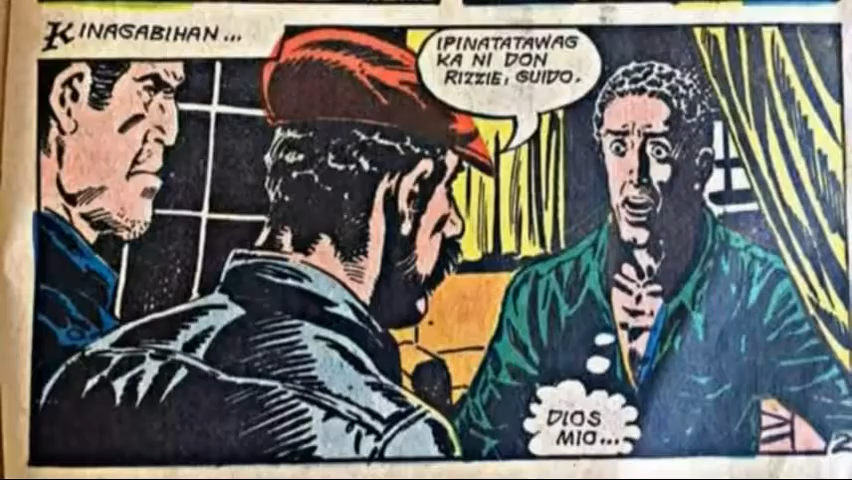 KINAGABIHAN...
IPINATATAWAG
KA NI DON
RIZZIE, GUIDO.
DIOS
MIO...
2